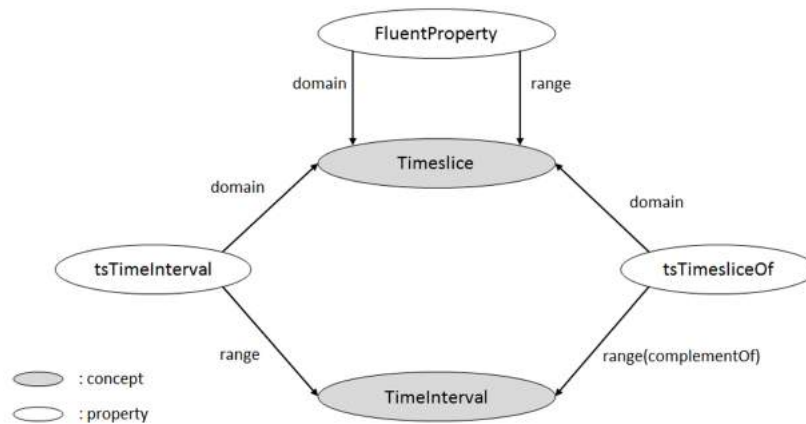 FluentProperty
domain
range
Timeslice
domain
domain
tsTimeInterval
tsTimesliceOf
range
range(complementOf)
: concept
TimeInterval
: property